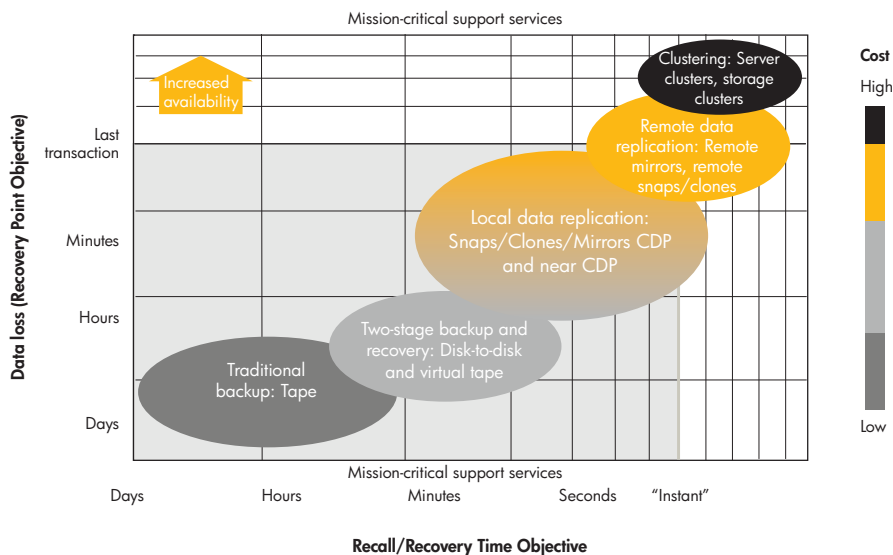 Mission-critical support services
Increased
availability
Clustering: Server
clusters, storage
clusters
Remote data
replication: Remote
mirrors, remote
snaps/clones
Local data replication:
Snaps/Clones/Mirrors CDP
and near CDP
Two-stage backup and
recovery: Disk-to-disk
and virtual tape
Traditional
backup: Tape
Data loss (Recovery Point Objective)
Last
transaction
Minutes
Hours
Days
Mission-critical support services
Days
Hours
Minutes
Seconds
“Instant”
Recall/Recovery Time Objective
Cost
High
Low